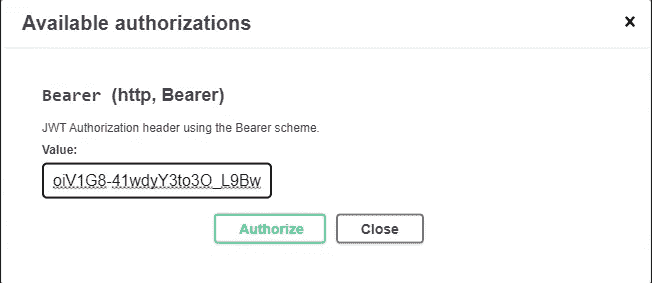 Available authorizations
×
Bearer (http, Bearer)
JWT Authorization header using the Bearer scheme.
Value:
oiV1G8-41wdyY3to3O_L9Bw
Authorize Close